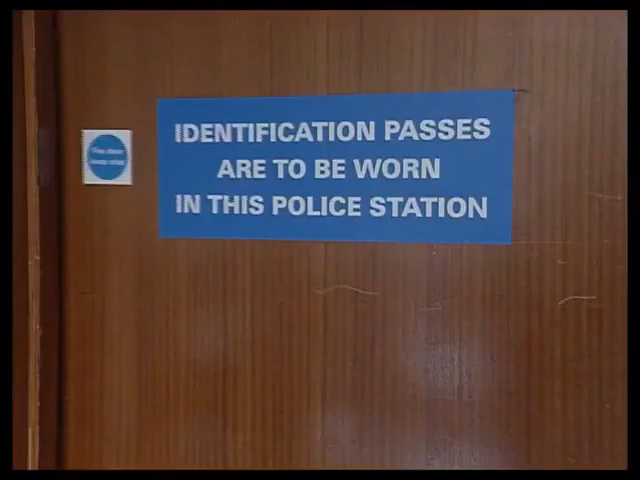 IDENTIFICATION PASSES
ARE TO BE WORN
IN THIS POLICE STATION